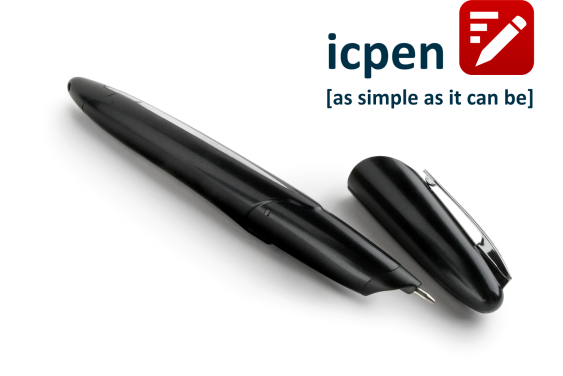 icpen
[as simple as it can be]